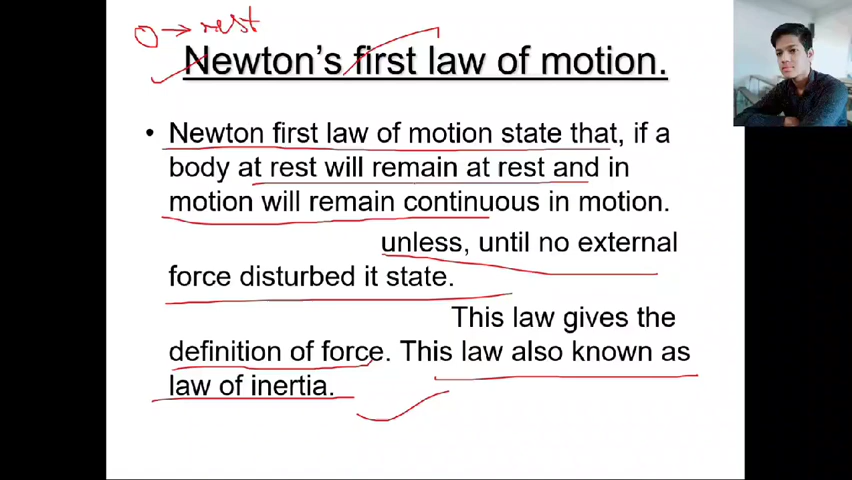 O → rest
Newton's first law of motion.
• Newton first law of motion state that, if a
body at rest will remain at rest and in
motion will remain continuous in motion.
unless, until no external
force disturbed it state.
This law gives the
definition of force. This law also known as
law of inertia.